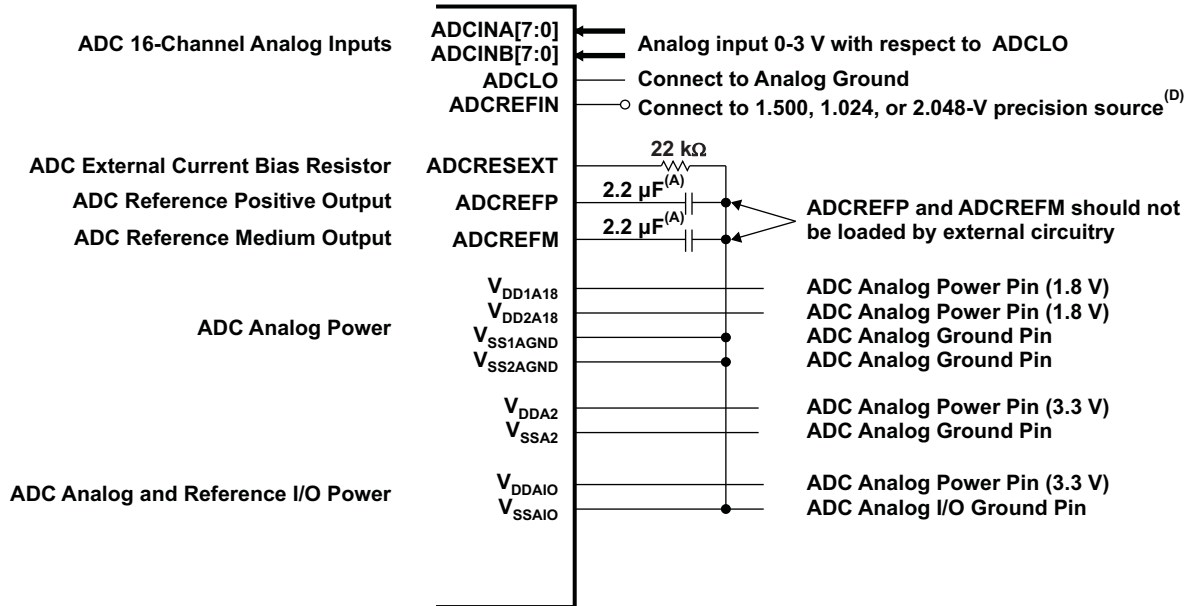 ADC 16-Channel Analog Inputs
ADCINA[7:0]
ADCINB[7:0]
Analog input 0-3 V with respect to ADCLO
ADCLO
Connect to Analog Ground
ADCREFIN
Connect to 1.500, 1.024, or 2.048-V precision source(D)
22 kΩ
ADC External Current Bias Resistor
ADCRESEXT
ADC Reference Positive Output
ADCREFP
2.2 µF(A)
ADC Reference Medium Output
ADCREFM
2.2 µF(A)
ADCREFP and ADCREFM should not
be loaded by external circuitry
ADC Analog Power
VDD1A18
ADC Analog Power Pin (1.8 V)
VDD2A18
ADC Analog Power Pin (1.8 V)
VSS1AGND
ADC Analog Ground Pin
VSS2AGND
ADC Analog Ground Pin
VDDA2
ADC Analog Power Pin (3.3 V)
VSSA2
ADC Analog Ground Pin
ADC Analog and Reference I/O Power
VDDAIO
ADC Analog Power Pin (3.3 V)
VSSAIO
ADC Analog I/O Ground Pin